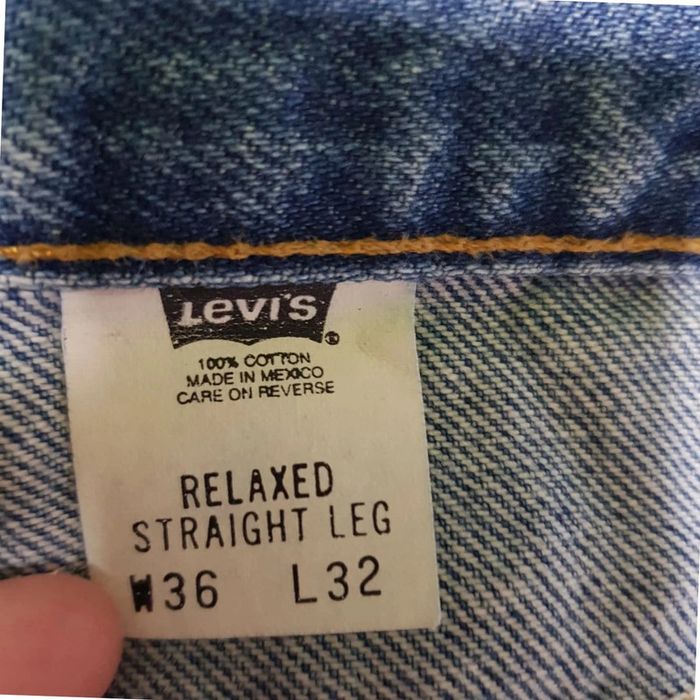 Levi's
®
100% COTTON
MADE IN MEXICO
CARE ON REVERSE
RELAXED
STRAIGHT LEG
W36 L32